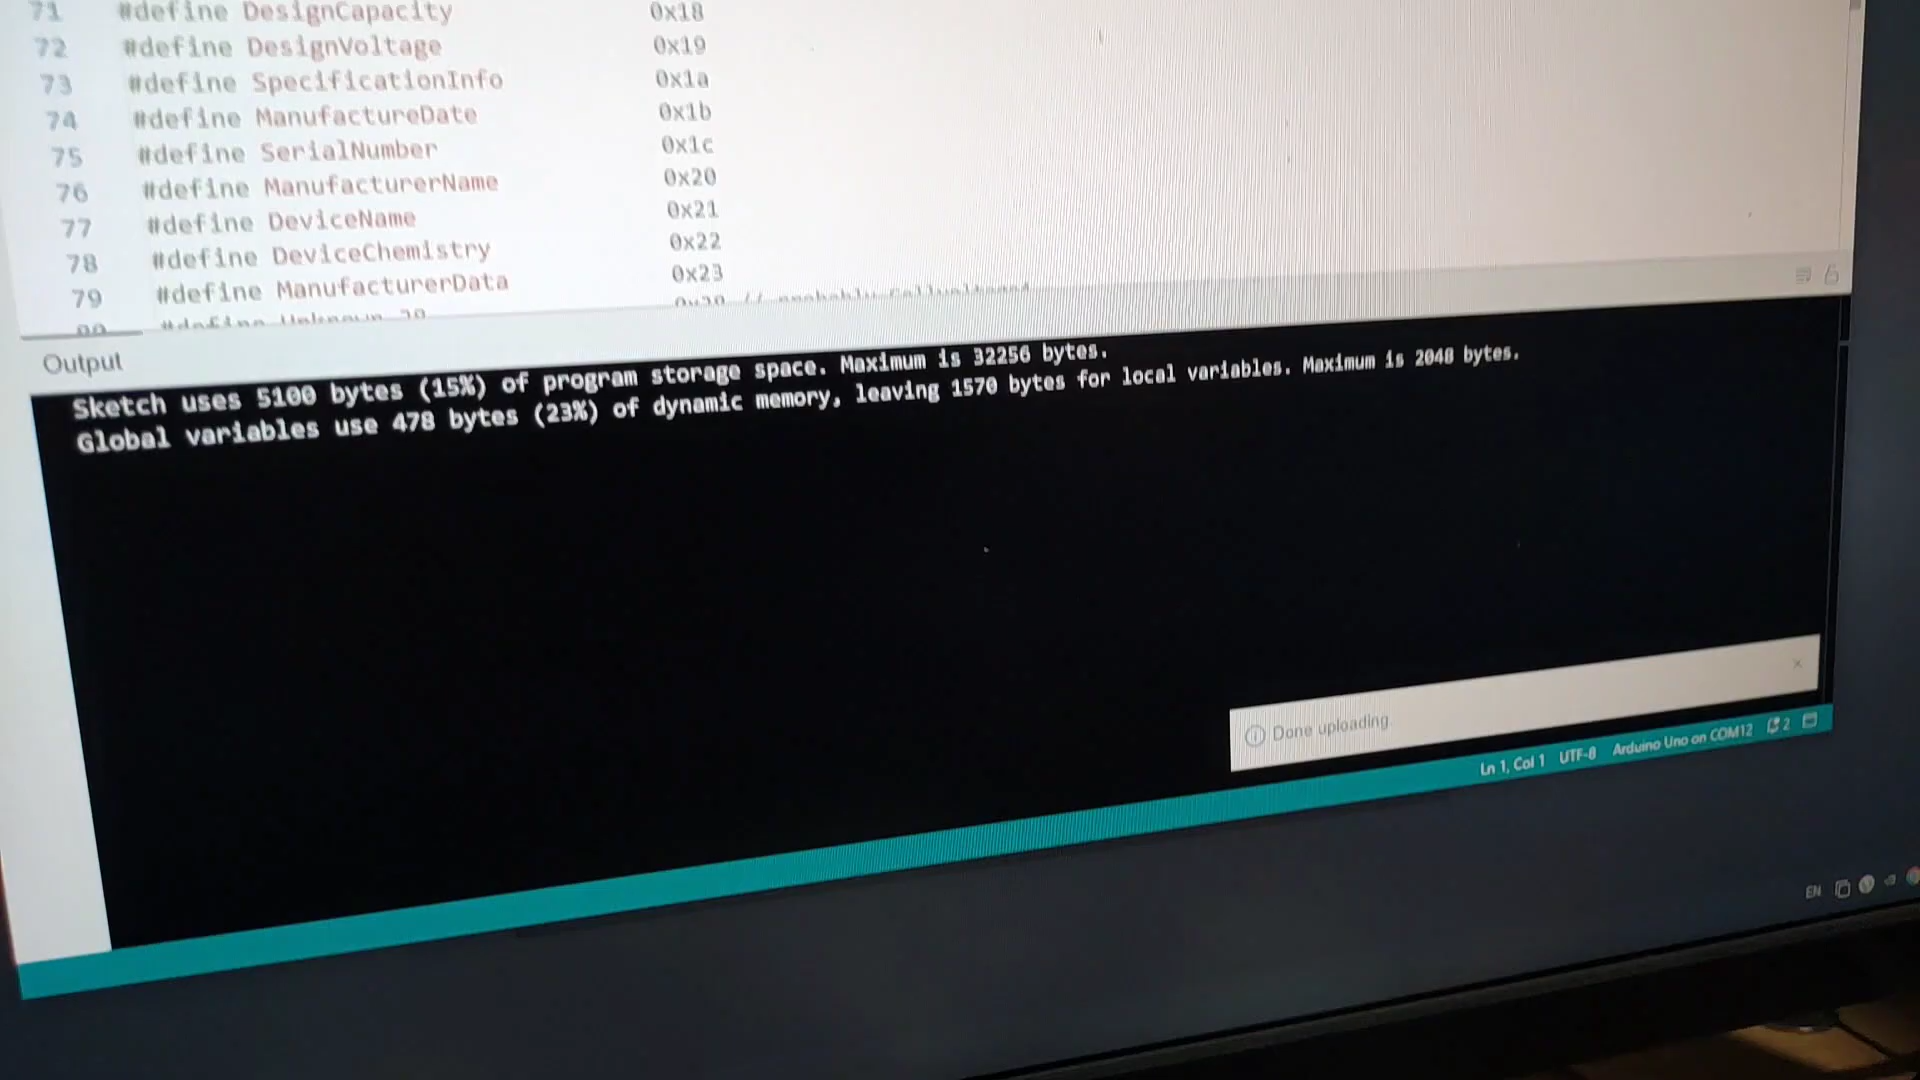 71 #define DesignCapacity 0x18
72 #define DesignVoltage 0x19
73 #define SpecificationInfo 0x1a
74 #define ManufactureDate 0x1b
75 #define SerialNumber 0x1c
76 #define ManufacturerName 0x20
77 #define DeviceName 0x21
78 #define DeviceChemistry 0x22
79 #define ManufacturerData 0x23
#define
Output
Sketch uses 5100 bytes (15%) of program storage space. Maximum is 32256 bytes.
Global variables use 478 bytes (23%) of dynamic memory, leaving 1570 bytes for local variables. Maximum is 2048 bytes.
Done uploading.
Ln 1, Col 1 UTF-8 Arduino Uno on COM12 2
EN